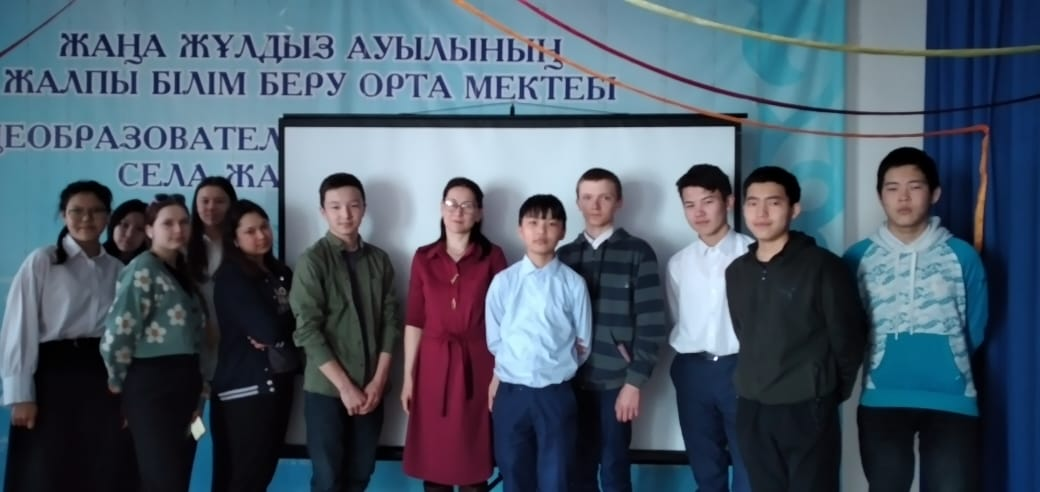 ЖАҢА ЖҰЛДЫЗ АУЫЛЫНЫҢ
ЖАЛПЫ БІЛІМ БЕРУ ОРТА МЕКТЕБІ
СЕЛА